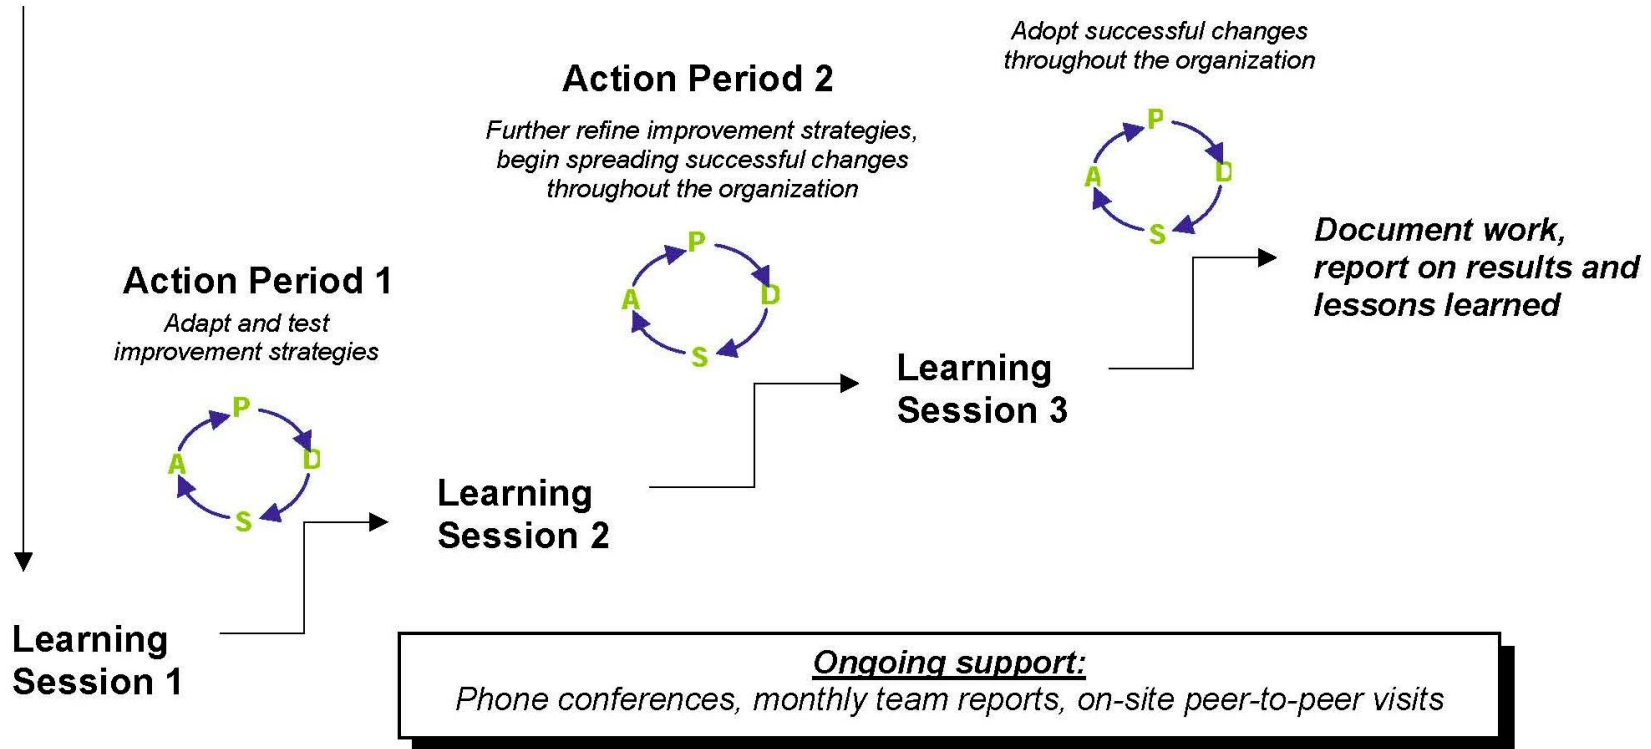 Adopt successful changes
throughout the organization
P
D
A
S
Action Period 2
Further refine improvement strategies,
begin spreading successful changes
throughout the organization
P
D
A
S
Document work,
report on results and
lessons learned
Action Period 1
Adapt and test
improvement strategies
P
D
A
S
Learning
Session 3
Learning
Session 2
Learning
Session 1
Ongoing support:
Phone conferences, monthly team reports, on-site peer-to-peer visits